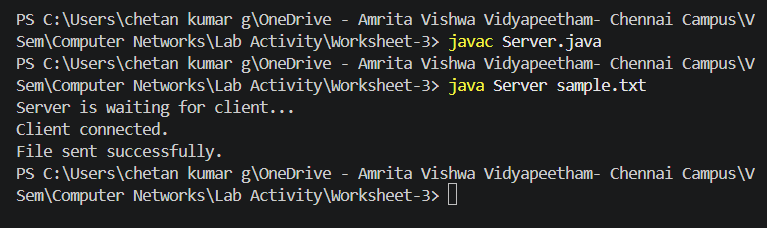 PS C:\Users\chetan kumar g\OneDrive - Amrita Vishwa Vidyapeetham- Chennai Campus\V
Sem\Computer Networks\Lab Activity\Worksheet-3> javac Server.java
PS C:\Users\chetan kumar g\OneDrive - Amrita Vishwa Vidyapeetham- Chennai Campus\V
Sem\Computer Networks\Lab Activity\Worksheet-3> java Server sample.txt
Server is waiting for client...
Client connected.
File sent successfully.
PS C:\Users\chetan kumar g\OneDrive - Amrita Vishwa Vidyapeetham- Chennai Campus\V
Sem\Computer Networks\Lab Activity\Worksheet-3>